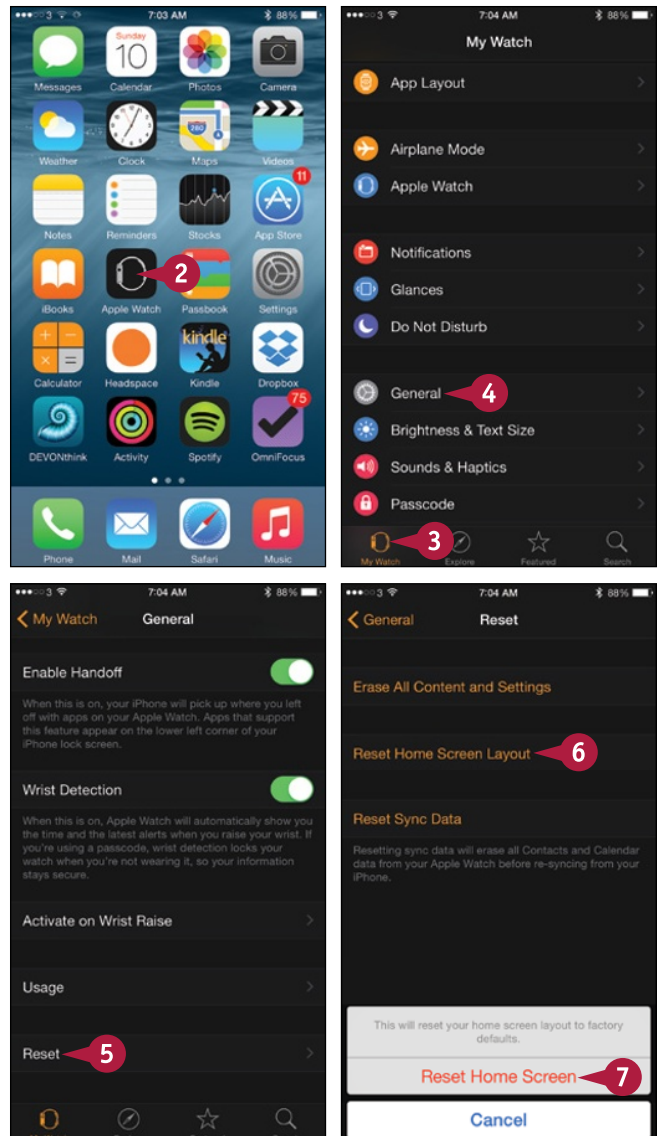 3 7:03 AM 88%
Sunday
10
Messages Calendar Photos Camera
280
Weather Clock Maps Videos
11
Notes Reminders Stocks App Store
2
iBooks Apple Watch Passbook Settings
kindle
Calculator Headspace Kindle Dropbox
75
DEVONthink Activity Spotify OmniFocus
Phone Mail Safari Music
3 7:04 AM 88%
My Watch
App Layout
Airplane Mode
Apple Watch
Notifications
Glances
Do Not Disturb
General 4
Brightness & Text Size
Sounds & Haptics
Passcode
3
My Watch Explore Featured Search
3 7:04 AM 88%
My Watch General
Enable Handoff
When this is on, your iPhone will pick up where you left
off with apps on your Apple Watch. Apps that support
this feature appear on the lower left corner of your
iPhone lock screen.
Wrist Detection
When this is on, Apple Watch will automatically show you
the time and the latest alerts when you raise your wrist. If
you're using a passcode, wrist detection locks your
watch when you're not wearing it, so your information
stays secure.
Activate on Wrist Raise
Usage
Reset 5
3 7:04 AM 88%
General Reset
Erase All Content and Settings
Reset Home Screen Layout 6
Reset Sync Data
Resetting sync data will erase all Contacts and Calendar
data from your Apple Watch before re-syncing from your
iPhone.
This will reset your home screen layout to factory
defaults.
Reset Home Screen 7
Cancel